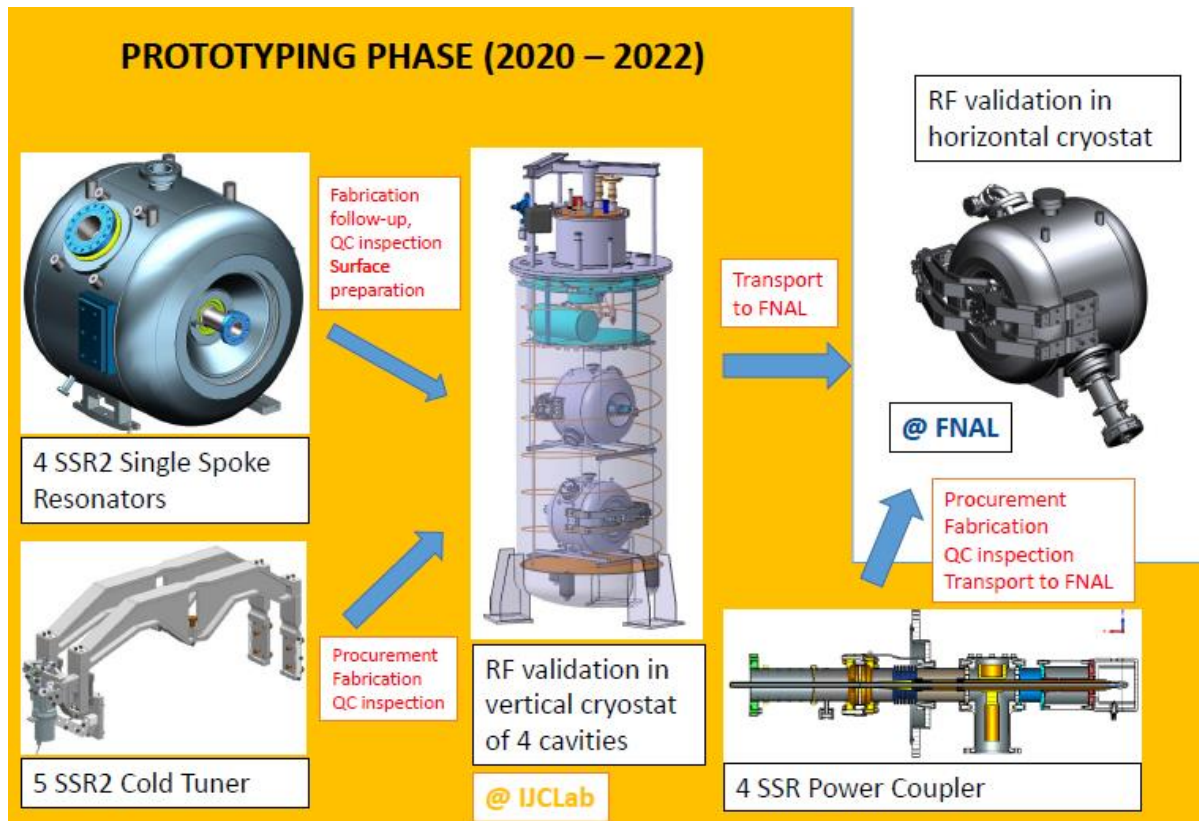 PROTOTYPING PHASE (2020 – 2022)
RF validation in
horizontal cryostat
Fabrication
follow-up,
QC inspection
Surface
preparation
Transport
to FNAL
@ FNAL
4 SSR2 Single Spoke
Resonators
Procurement
Fabrication
QC inspection
Transport to FNAL
Procurement
Fabrication
QC inspection
RF validation in
vertical cryostat
of 4 cavities
5 SSR2 Cold Tuner
@ IJCLab
4 SSR Power Coupler